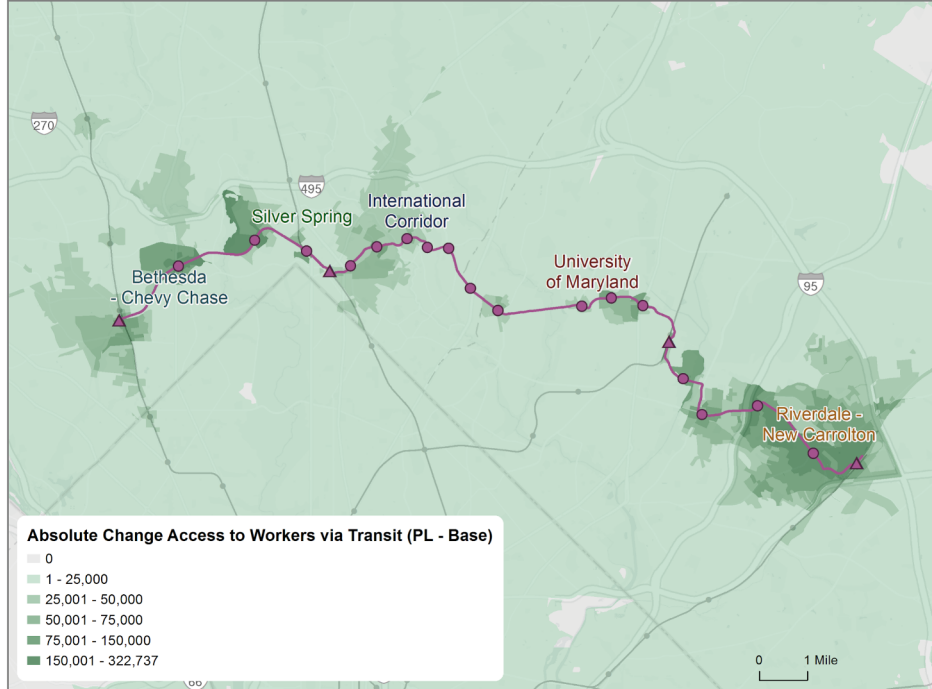 270
495
Silver Spring
International
Corridor
Bethesda
- Chevy Chase
University
of Maryland
95
Riverdale -
New Carrolton
Absolute Change Access to Workers via Transit (PL - Base)
0
1 - 25,000
25,001 - 50,000
50,001 - 75,000
75,001 - 150,000
150,001 - 322,737
66
0 1 Mile